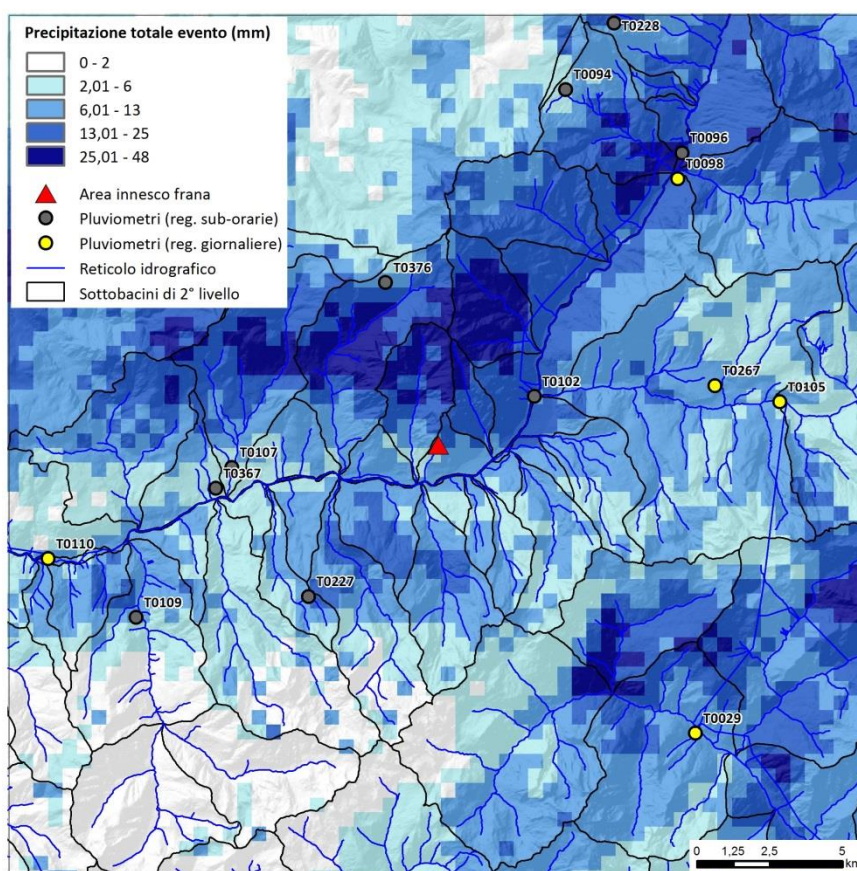 Precipitazione totale evento (mm)
0 - 2
2,01 - 6
6,01 - 13
13,01 - 25
25,01 - 48
Area innesco frana
Pluviometri (reg. sub-orarie)
Pluviometri (reg. giornaliere)
Reticolo idrografico
Sottobacini di 2° livello
T0228
T0094
T0096
T0098
T0376
T0267
T0102
T0105
T0107
T0367
T0110
T0227
T0109
T0029
0 1,25 2,5 5
km